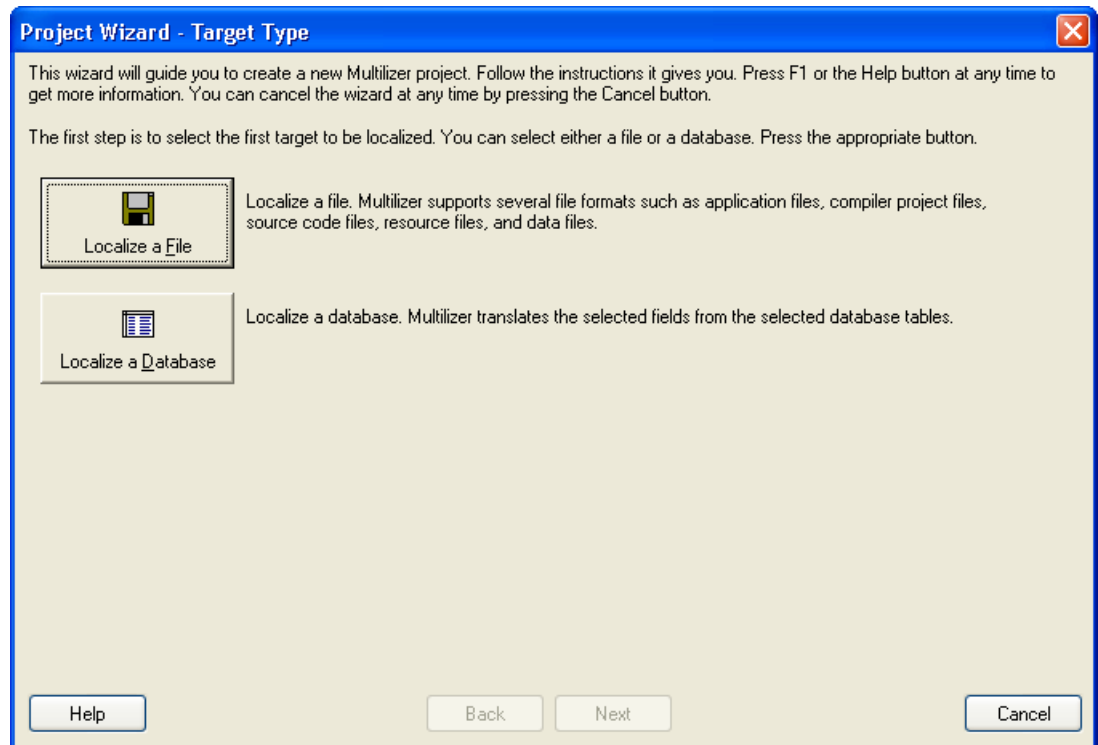 Project Wizard - Target Type
This wizard will guide you to create a new Multilizer project. Follow the instructions it gives you. Press F1 or the Help button at any time to
get more information. You can cancel the wizard at any time by pressing the Cancel button.
The first step is to select the first target to be localized. You can select either a file or a database. Press the appropriate button.
Localize a File
Localize a file. Multilizer supports several file formats such as application files, compiler project files,
source code files, resource files, and data files.
Localize a Database
Localize a database. Multilizer translates the selected fields from the selected database tables.
Help
Back
Next
Cancel